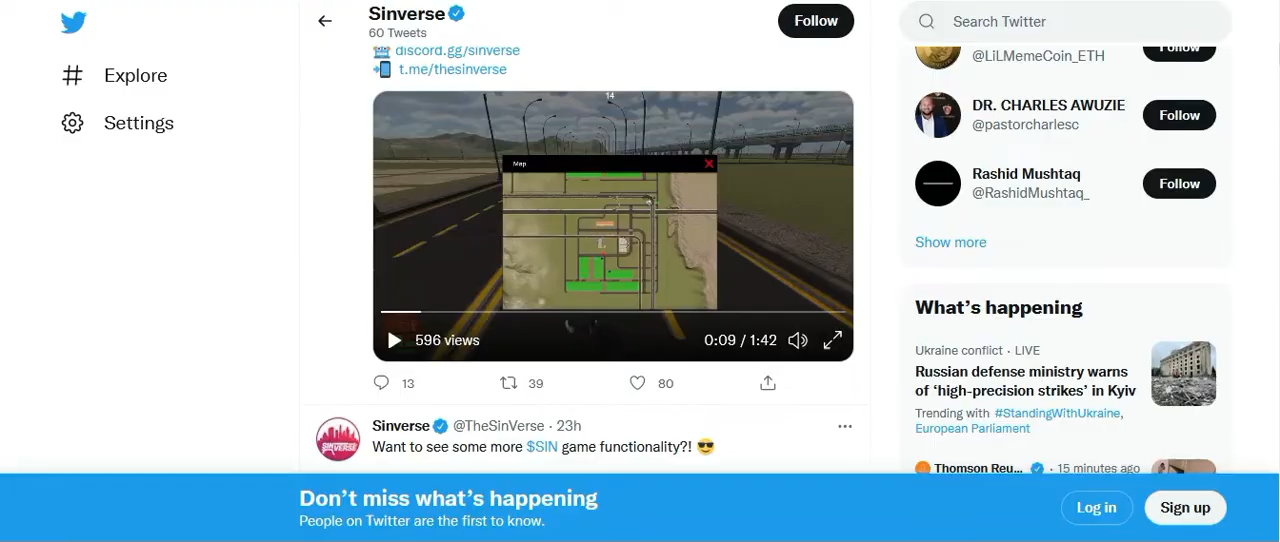 Explore
Settings
Sinverse
60 Tweets
Follow
discord.gg/sinverse
t.me/thesinverse
14
Map
596 views
0:09 / 1:42
13
39
80
Sinverse @TheSinVerse · 23h
Want to see some more $SIN game functionality?! 😎
Search Twitter
@LiLMemeCoin_ETH
Follow
DR. CHARLES AWUZIE
@pastorcharlesc
Follow
Rashid Mushtaq
@RashidMushtaq_
Follow
Show more
What's happening
Ukraine conflict · LIVE
Russian defense ministry warns
of 'high-precision strikes' in Kyiv
Trending with #StandingWithUkraine,
European Parliament
Thomson Reu... · 15 minutes ago
Don't miss what's happening
People on Twitter are the first to know.
Log in
Sign up